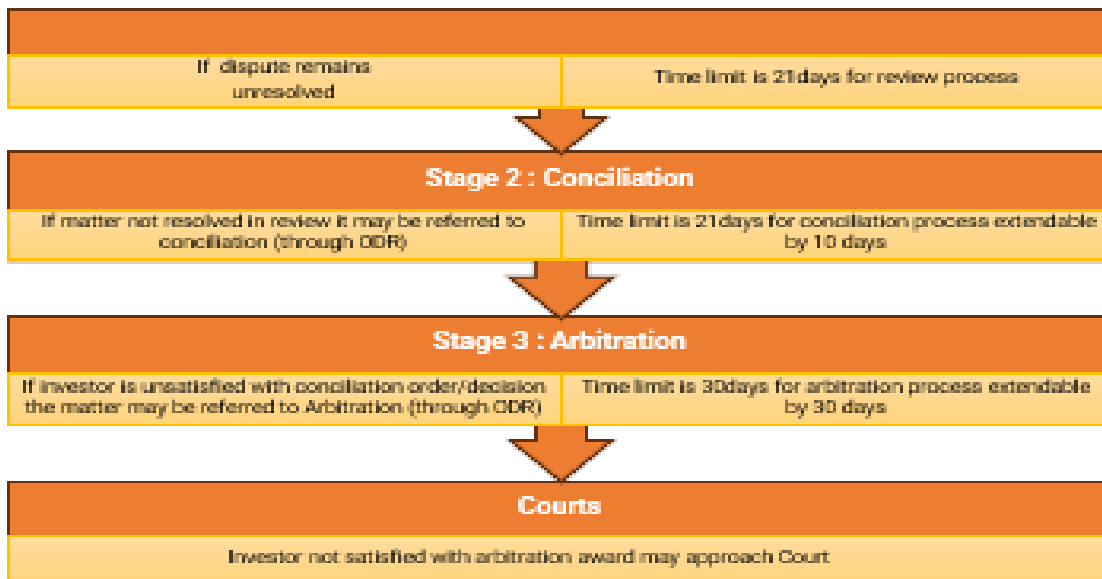 If dispute remains
unresolved
Time limit is 21days for review process
Stage 2 : Conciliation
If matter not resolved in review it may be referred to
conciliation (through ODR)
Time limit is 21days for conciliation process extendable
by 10 days
Stage 3 : Arbitration
If investor is unsatisfied with conciliation order/decision
the matter may be referred to Arbitration (through ODR)
Time limit is 30days for arbitration process extendable
by 30 days
Courts
Investor not satisfied with arbitration award may approach Court